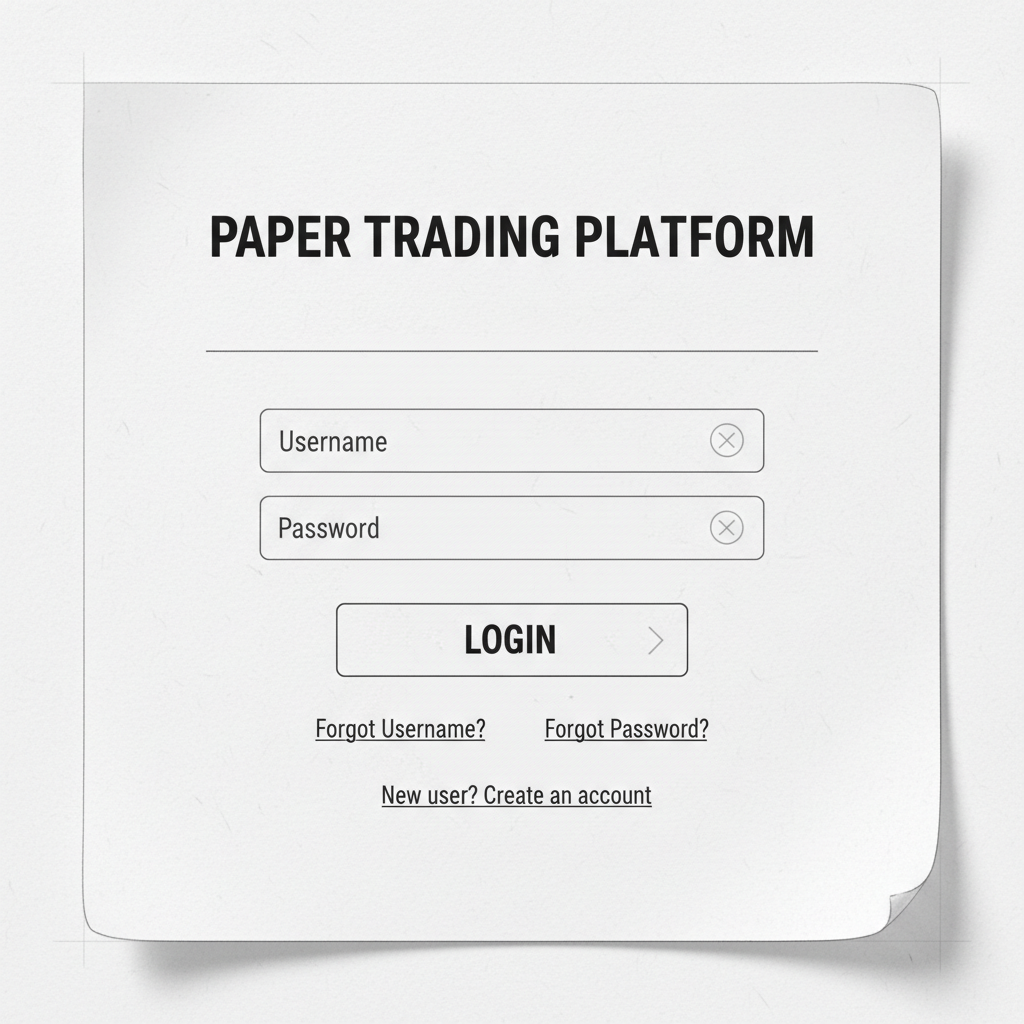 PAPER TRADING PLATFORM
Username
Password
LOGIN
Forgot Username? Forgot Password?
New user? Create an account